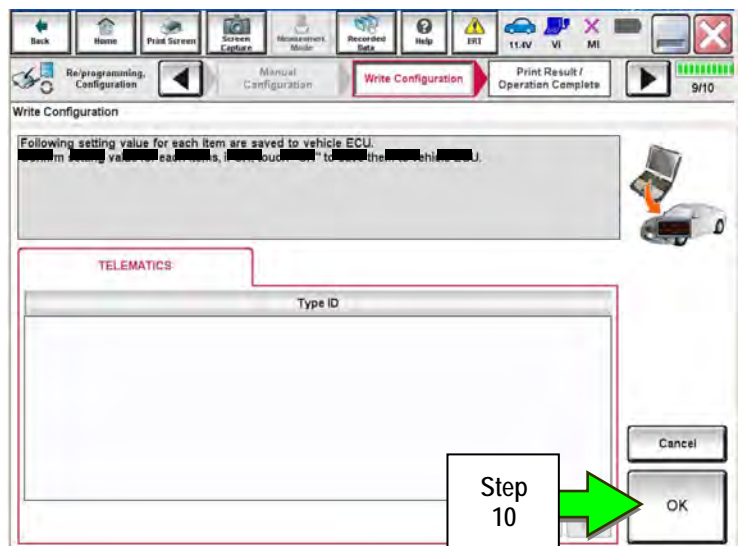 Back
Home
Print Screen
Screen Capture
Measurement Mode
Recorded Data
Help
ERT
11.4V
VI
MI
Re/programming, Configuration
Manual Configuration
Write Configuration
Print Result / Operation Complete
9/10
Write Configuration
Following setting value for each item are saved to vehicle ECU.
TELEMATICS
Type ID
Cancel
Step
10
OK